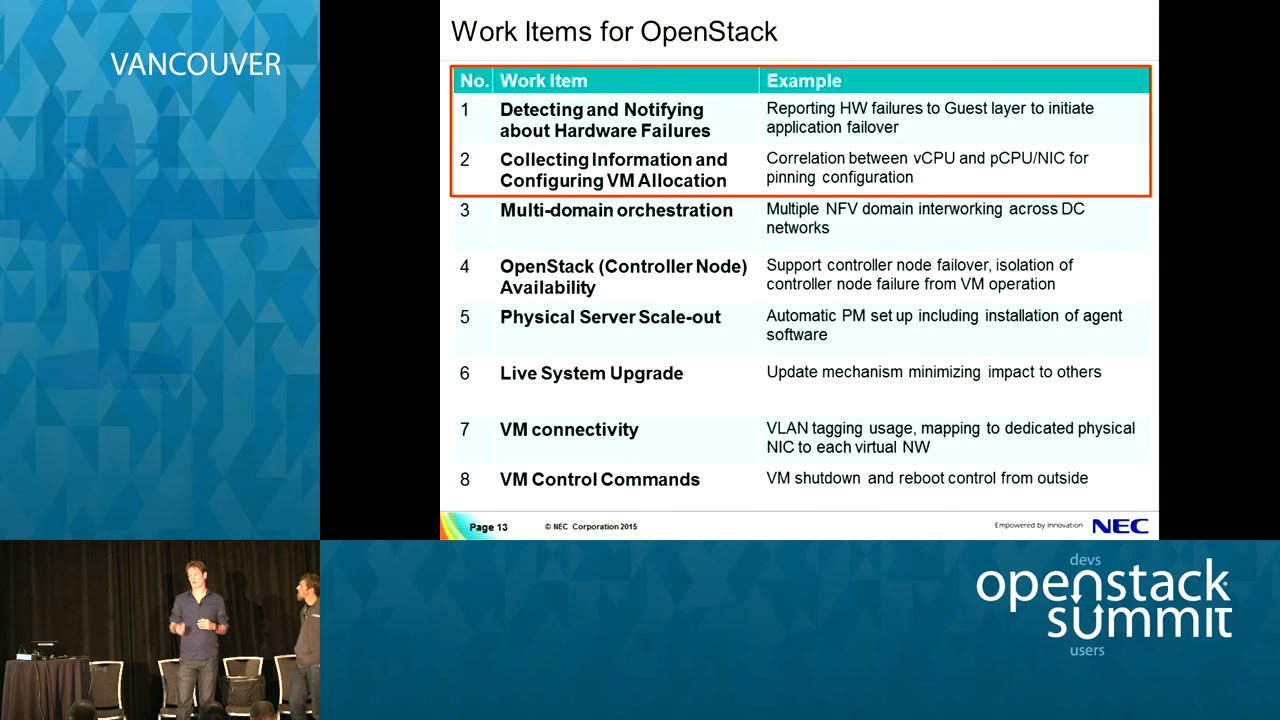 VANCOUVER
Work Items for OpenStack
No. Work Item Example
1 Detecting and Notifying about Hardware Failures Reporting HW failures to Guest layer to initiate application failover
2 Collecting Information and Configuring VM Allocation Correlation between vCPU and pCPU/NIC for pinning configuration
3 Multi-domain orchestration Multiple NFV domain interworking across DC networks
4 OpenStack (Controller Node) Availability Support controller node failover, isolation of controller node failure from VM operation
5 Physical Server Scale-out Automatic PM set up including installation of agent software
6 Live System Upgrade Update mechanism minimizing impact to others
7 VM connectivity VLAN tagging usage, mapping to dedicated physical NIC to each virtual NW
8 VM Control Commands VM shutdown and reboot control from outside
Page 13 © NEC Corporation 2015 Empowered by Innovation NEC
devs
openstack
summit
users